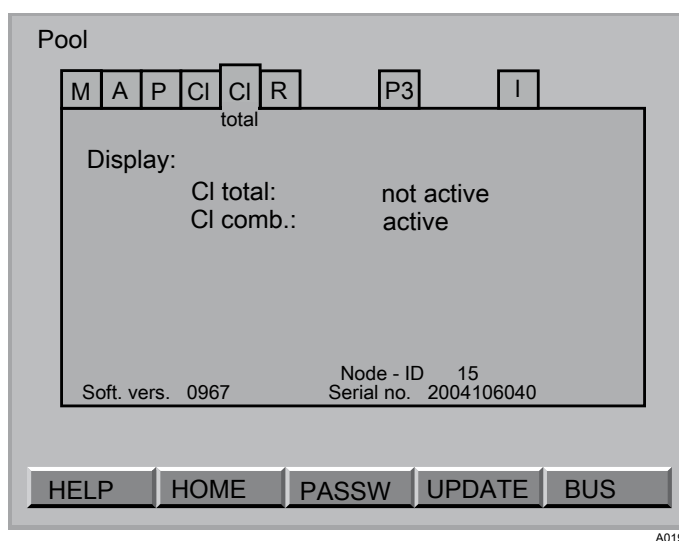 Pool
M A P Cl Cl R P3 I
total
Display:
Cl total: not active
Cl comb.: active
Node - ID 15
Soft. vers. 0967 Serial no. 2004106040
HELP HOME PASSW UPDATE BUS